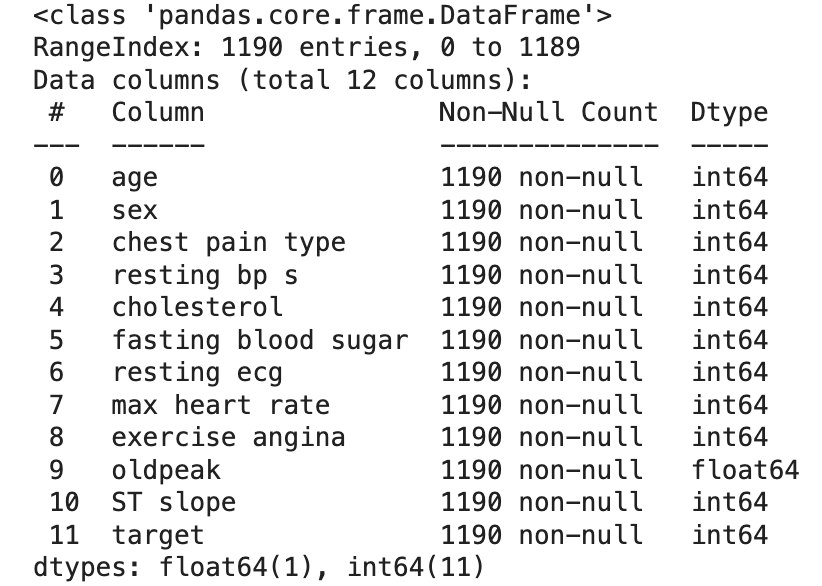 <class 'pandas.core.frame.DataFrame'>
RangeIndex: 1190 entries, 0 to 1189
Data columns (total 12 columns):
 #   Column               Non-Null Count  Dtype
---  ------               --------------  -----
 0   age                  1190 non-null   int64
 1   sex                  1190 non-null   int64
 2   chest pain type      1190 non-null   int64
 3   resting bp s         1190 non-null   int64
 4   cholesterol          1190 non-null   int64
 5   fasting blood sugar  1190 non-null   int64
 6   resting ecg          1190 non-null   int64
 7   max heart rate       1190 non-null   int64
 8   exercise angina      1190 non-null   int64
 9   oldpeak              1190 non-null   float64
 10  ST slope             1190 non-null   int64
 11  target               1190 non-null   int64
dtypes: float64(1), int64(11)